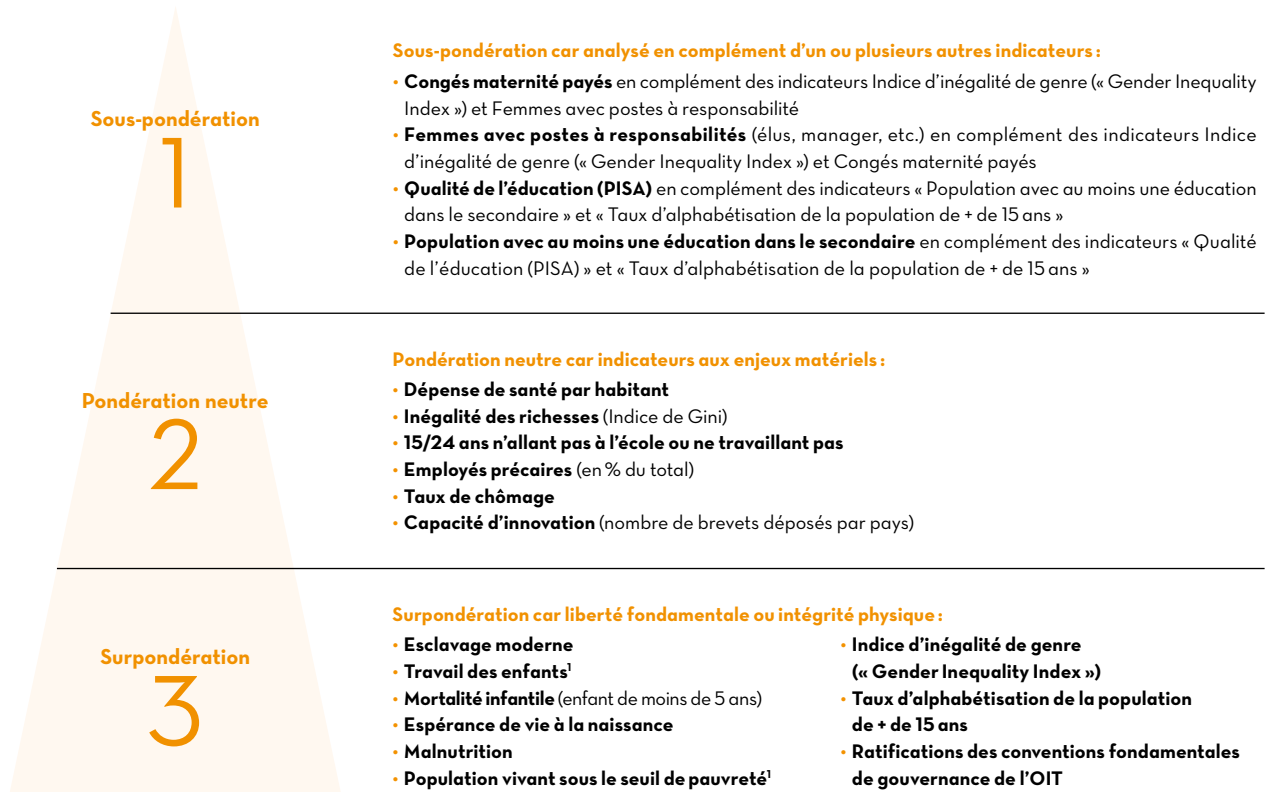 Sous-pondération
1
Sous-pondération car analysé en complément d’un ou plusieurs autres indicateurs :
• Congés maternité payés en complément des indicateurs Indice d’inégalité de genre (« Gender Inequality
Index ») et Femmes avec postes à responsabilité
• Femmes avec postes à responsabilités (élus, manager, etc.) en complément des indicateurs Indice
d’inégalité de genre (« Gender Inequality Index ») et Congés maternité payés
• Qualité de l’éducation (PISA) en complément des indicateurs « Population avec au moins une éducation
dans le secondaire » et « Taux d’alphabétisation de la population de + de 15 ans »
• Population avec au moins une éducation dans le secondaire en complément des indicateurs « Qualité
de l’éducation (PISA) » et « Taux d’alphabétisation de la population de + de 15 ans »
Pondération neutre
2
Pondération neutre car indicateurs aux enjeux matériels :
• Dépense de santé par habitant
• Inégalité des richesses (Indice de Gini)
• 15/24 ans n’allant pas à l’école ou ne travaillant pas
• Employés précaires (en % du total)
• Taux de chômage
• Capacité d’innovation (nombre de brevets déposés par pays)
Surpondération
3
Surpondération car liberté fondamentale ou intégrité physique :
• Esclavage moderne
• Travail des enfants¹
• Mortalité infantile (enfant de moins de 5 ans)
• Espérance de vie à la naissance
• Malnutrition
• Population vivant sous le seuil de pauvreté¹
• Indice d’inégalité de genre
(« Gender Inequality Index »)
• Taux d’alphabétisation de la population
de + de 15 ans
• Ratifications des conventions fondamentales
de gouvernance de l’OIT